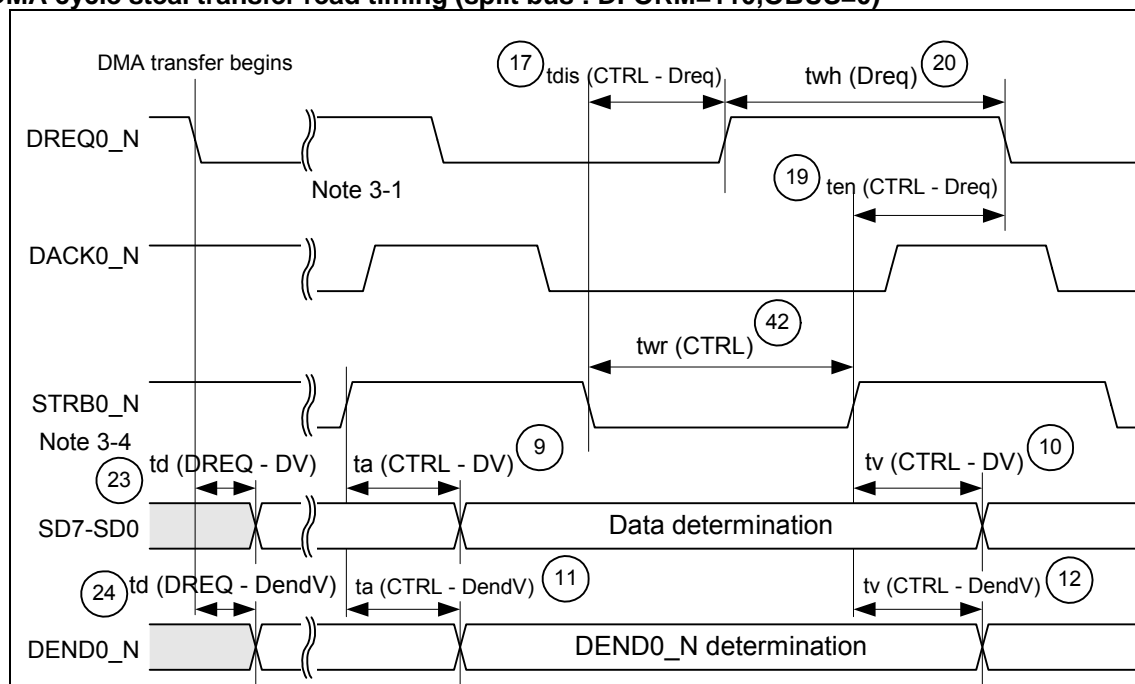 DMA cycle steal transfer read timing (split bus : DFORM=110,OBUS=0)
DMA transfer begins
17 tdis (CTRL - Dreq)
twh (Dreq) 20
DREQ0_N
Note 3-1
19 ten (CTRL - Dreq)
DACK0_N
42
twr (CTRL)
STRB0_N
Note 3-4
23 td (DREQ - DV)
ta (CTRL - DV) 9
tv (CTRL - DV) 10
SD7-SD0
Data determination
24 td (DREQ - DendV)
ta (CTRL - DendV) 11
tv (CTRL - DendV) 12
DEND0_N
DEND0_N determination